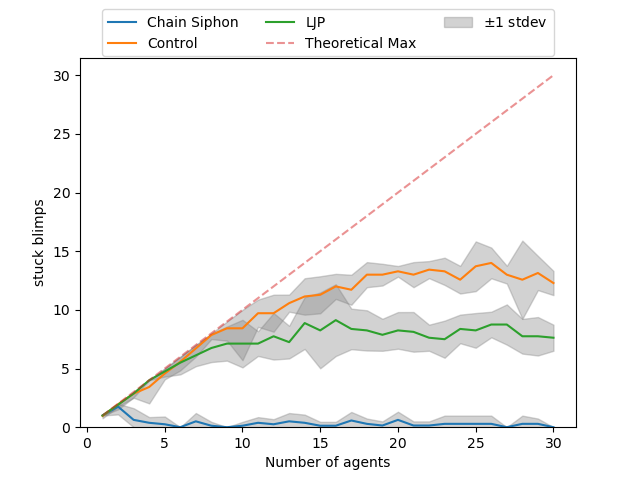 Chain Siphon LJP ±1 stdev
Control Theoretical Max
30
25
20
15
10
5
0
stuck blimps
0 5 10 15 20 25 30
Number of agents